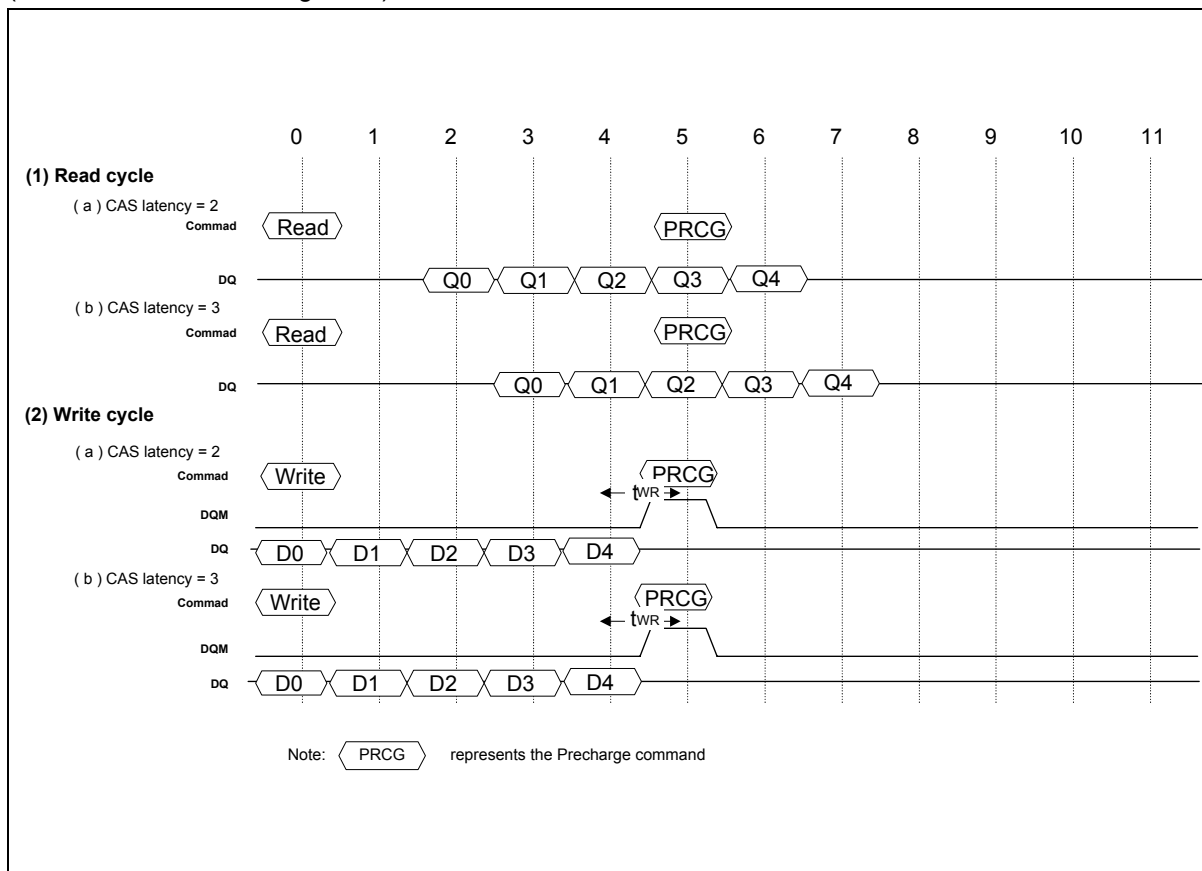 0 1 2 3 4 5 6 7 8 9 10 11
(1) Read cycle
( a ) CAS latency = 2
Commad Read PRCG
DQ Q0 Q1 Q2 Q3 Q4
( b ) CAS latency = 3
Commad Read PRCG
DQ Q0 Q1 Q2 Q3 Q4
(2) Write cycle
( a ) CAS latency = 2
Commad Write PRCG
tWR
DQM
DQ D0 D1 D2 D3 D4
( b ) CAS latency = 3
Commad Write PRCG
tWR
DQM
DQ D0 D1 D2 D3 D4
Note: PRCG represents the Precharge command